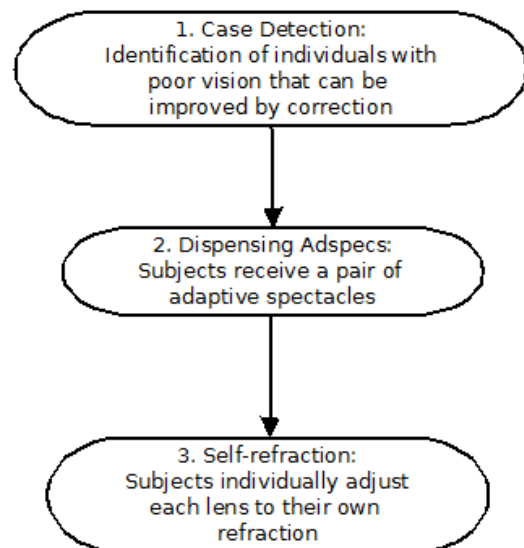 1. Case Detection:
Identification of individuals with
poor vision that can be
improved by correction
2. Dispensing Adspecs:
Subjects receive a pair of
adaptive spectacles
3. Self-refraction:
Subjects individually adjust
each lens to their own
refraction